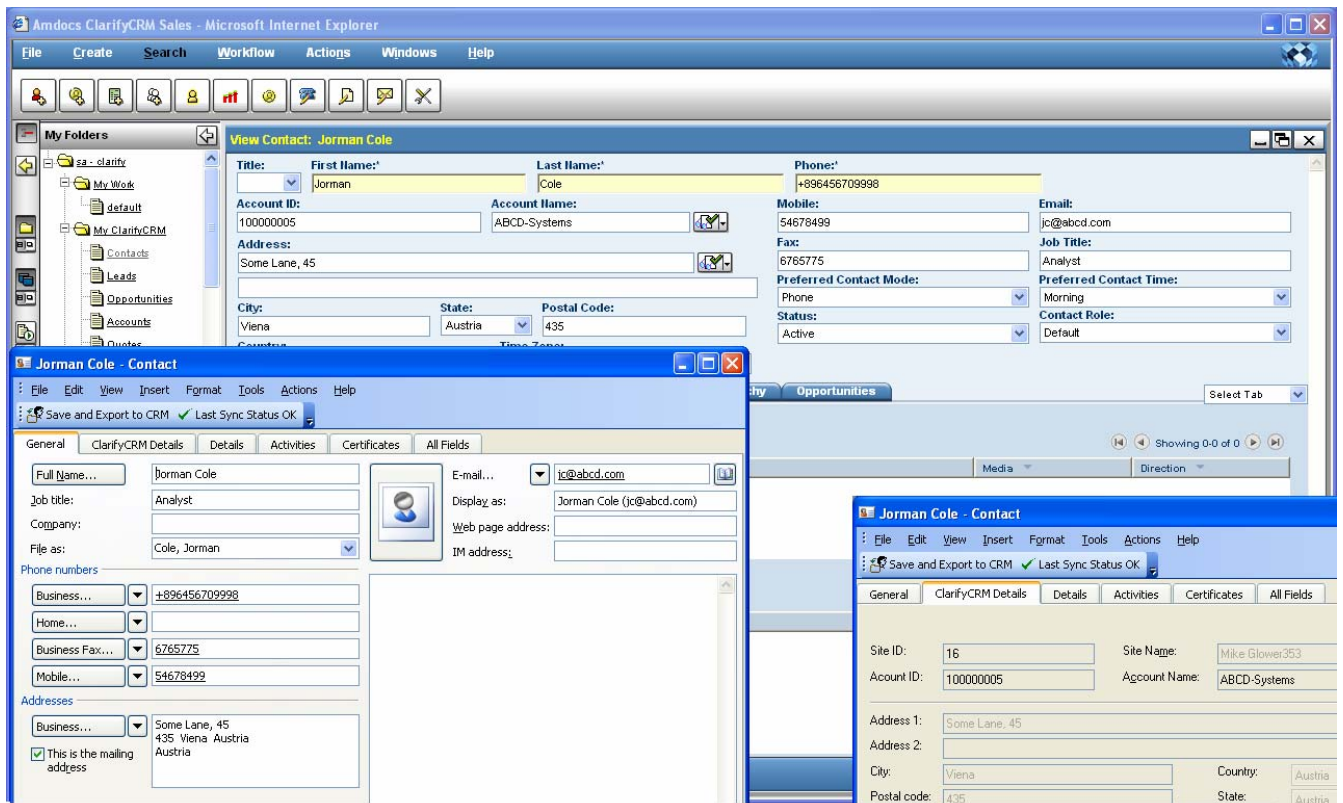 Amdocs ClarifyCRM Sales - Microsoft Internet Explorer
File Create Search Workflow Actions Windows Help
My Folders
sa - clarify
My Work
default
My ClarifyCRM
Contacts
Leads
Opportunities
Accounts
Quotes
View Contact: Jorman Cole
Title: First Name:* Last Name:* Phone:*
Jorman Cole +896456709998
Account ID: Account Name: Mobile: Email:
100000005 ABCD-Systems 54678499 jc@abcd.com
Address: Fax: Job Title:
Some Lane, 45 6765775 Analyst
Preferred Contact Mode: Preferred Contact Time:
Phone Morning
City: State: Postal Code: Status: Contact Role:
Viena Austria 435 Active Default
Country: Time Zone:
hy Opportunities Select Tab
Showing 0-0 of 0
Media Direction
Jorman Cole - Contact
File Edit View Insert Format Tools Actions Help
Save and Export to CRM Last Sync Status OK
General ClarifyCRM Details Details Activities Certificates All Fields
Full Name... Jorman Cole E-mail... jc@abcd.com
Job title: Analyst Display as: Jorman Cole (jc@abcd.com)
Company: Web page address:
File as: Cole, Jorman IM address:
Phone numbers
Business... +896456709998
Home...
Business Fax... 6765775
Mobile... 54678499
Addresses
Business... Some Lane, 45
435 Viena Austria
Austria
This is the mailing
address
Jorman Cole - Contact
File Edit View Insert Format Tools Actions Help
Save and Export to CRM Last Sync Status OK
General ClarifyCRM Details Details Activities Certificates All Fields
Site ID: 16 Site Name: Mike Glower353
Acount ID: 100000005 Account Name: ABCD-Systems
Address 1: Some Lane, 45
Address 2:
City: Viena Country: Austria
Postal code: 435 State: Austria